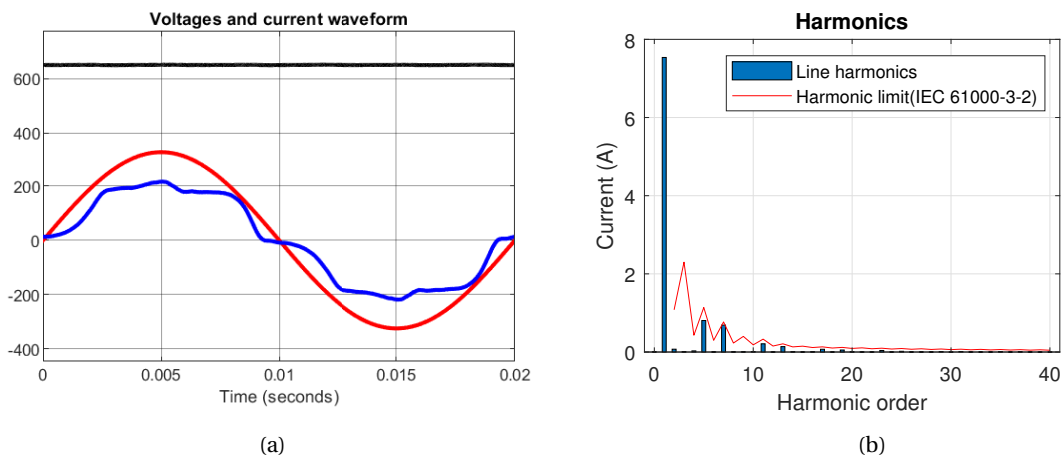 Voltages and current waveform
600
400
200
0
-200
-400
0
0.005
0.01
0.015
0.02
Time (seconds)
(a)
Harmonics
8
6
4
2
0
Current (A)
Line harmonics
Harmonic limit(IEC 61000-3-2)
0
10
20
30
40
Harmonic order
(b)